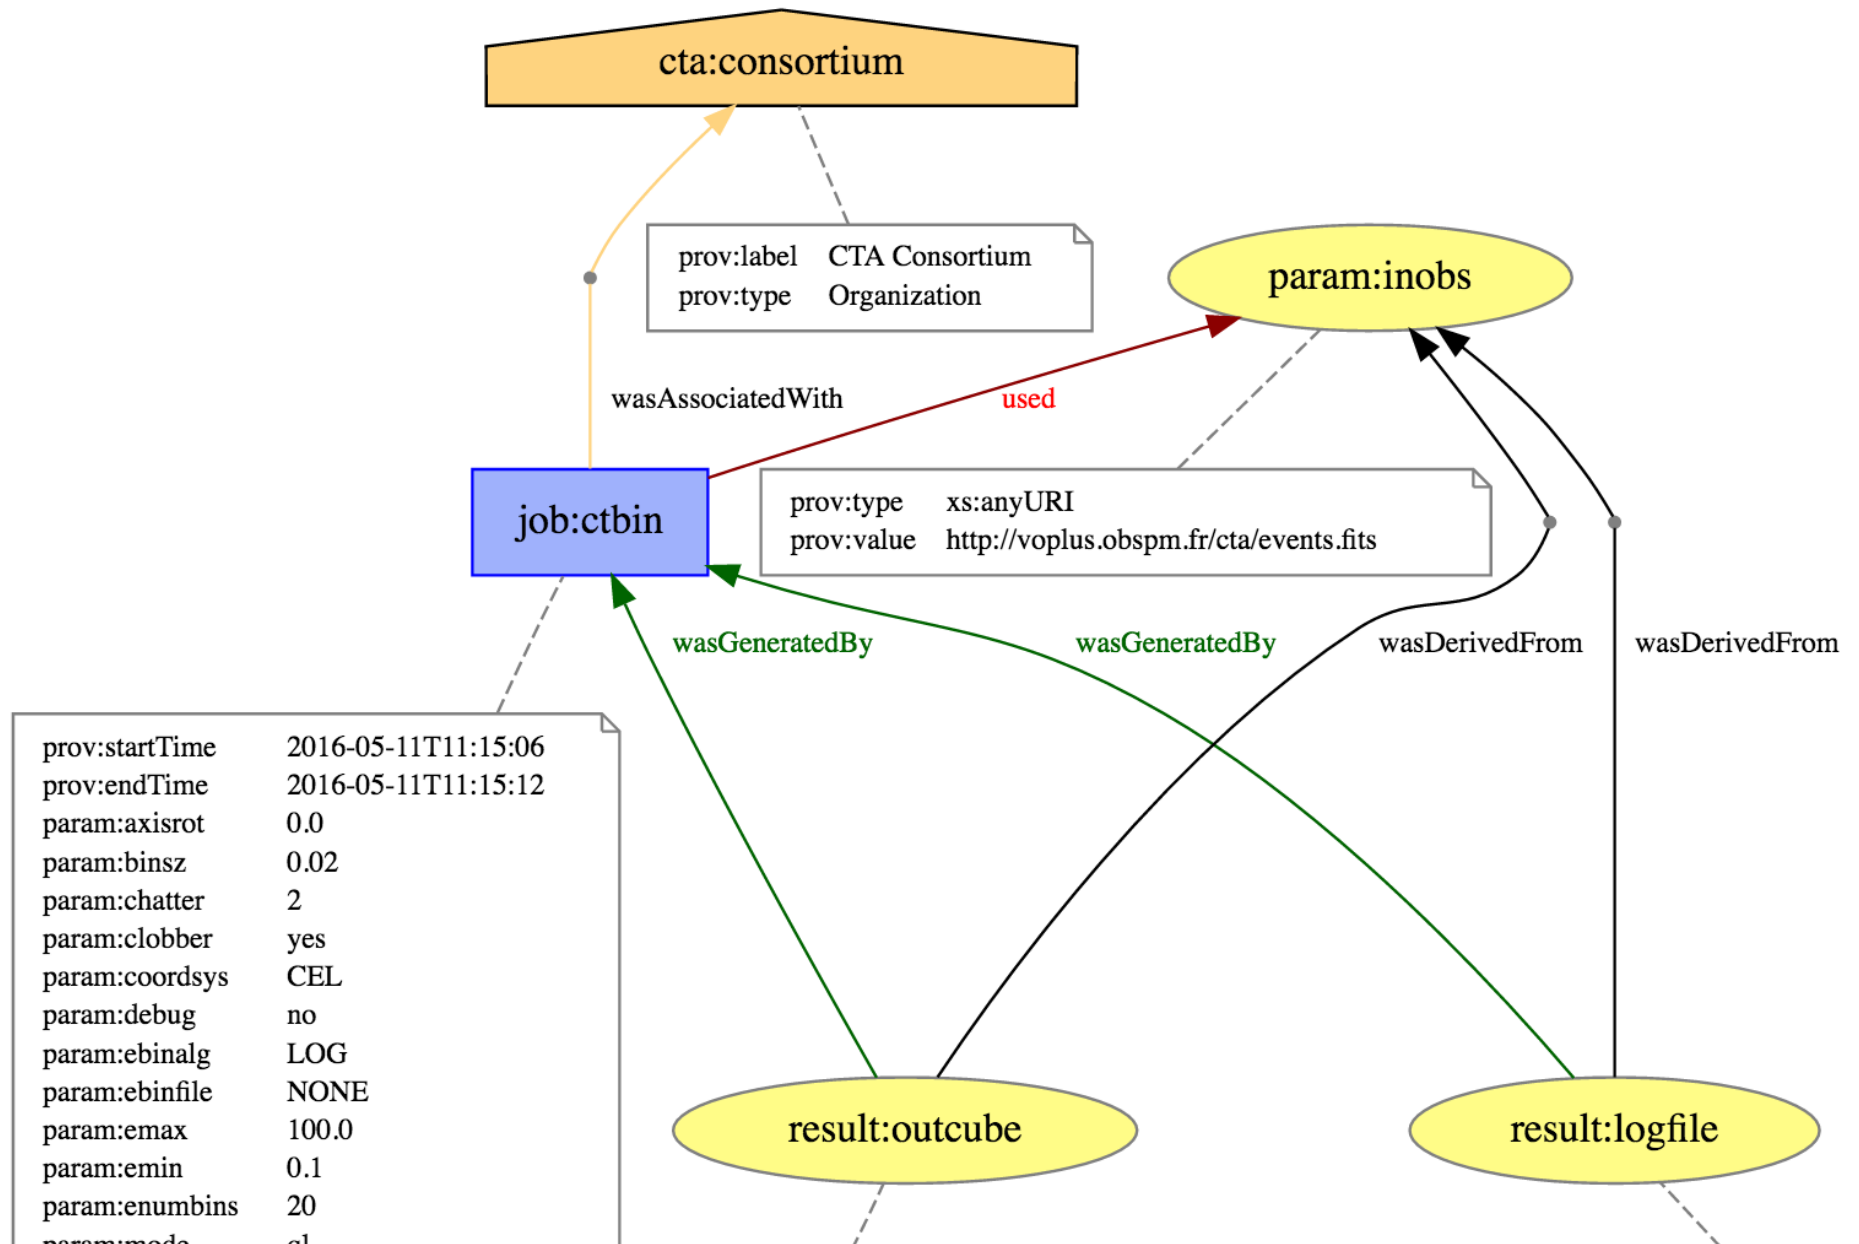 cta:consortium
prov:label CTA Consortium
prov:type Organization
param:inobs
wasAssociatedWith
used
job:ctbin
prov:type xs:anyURI
prov:value http://voplus.obspm.fr/cta/events.fits
wasGeneratedBy
wasGeneratedBy
wasDerivedFrom
wasDerivedFrom
prov:startTime 2016-05-11T11:15:06
prov:endTime 2016-05-11T11:15:12
param:axisrot 0.0
param:binsz 0.02
param:chatter 2
param:clobber yes
param:coordsys CEL
param:debug no
param:ebinalg LOG
param:ebinfile NONE
param:emax 100.0
param:emin 0.1
param:enumbins 20
param:mode ql
result:outcube
result:logfile